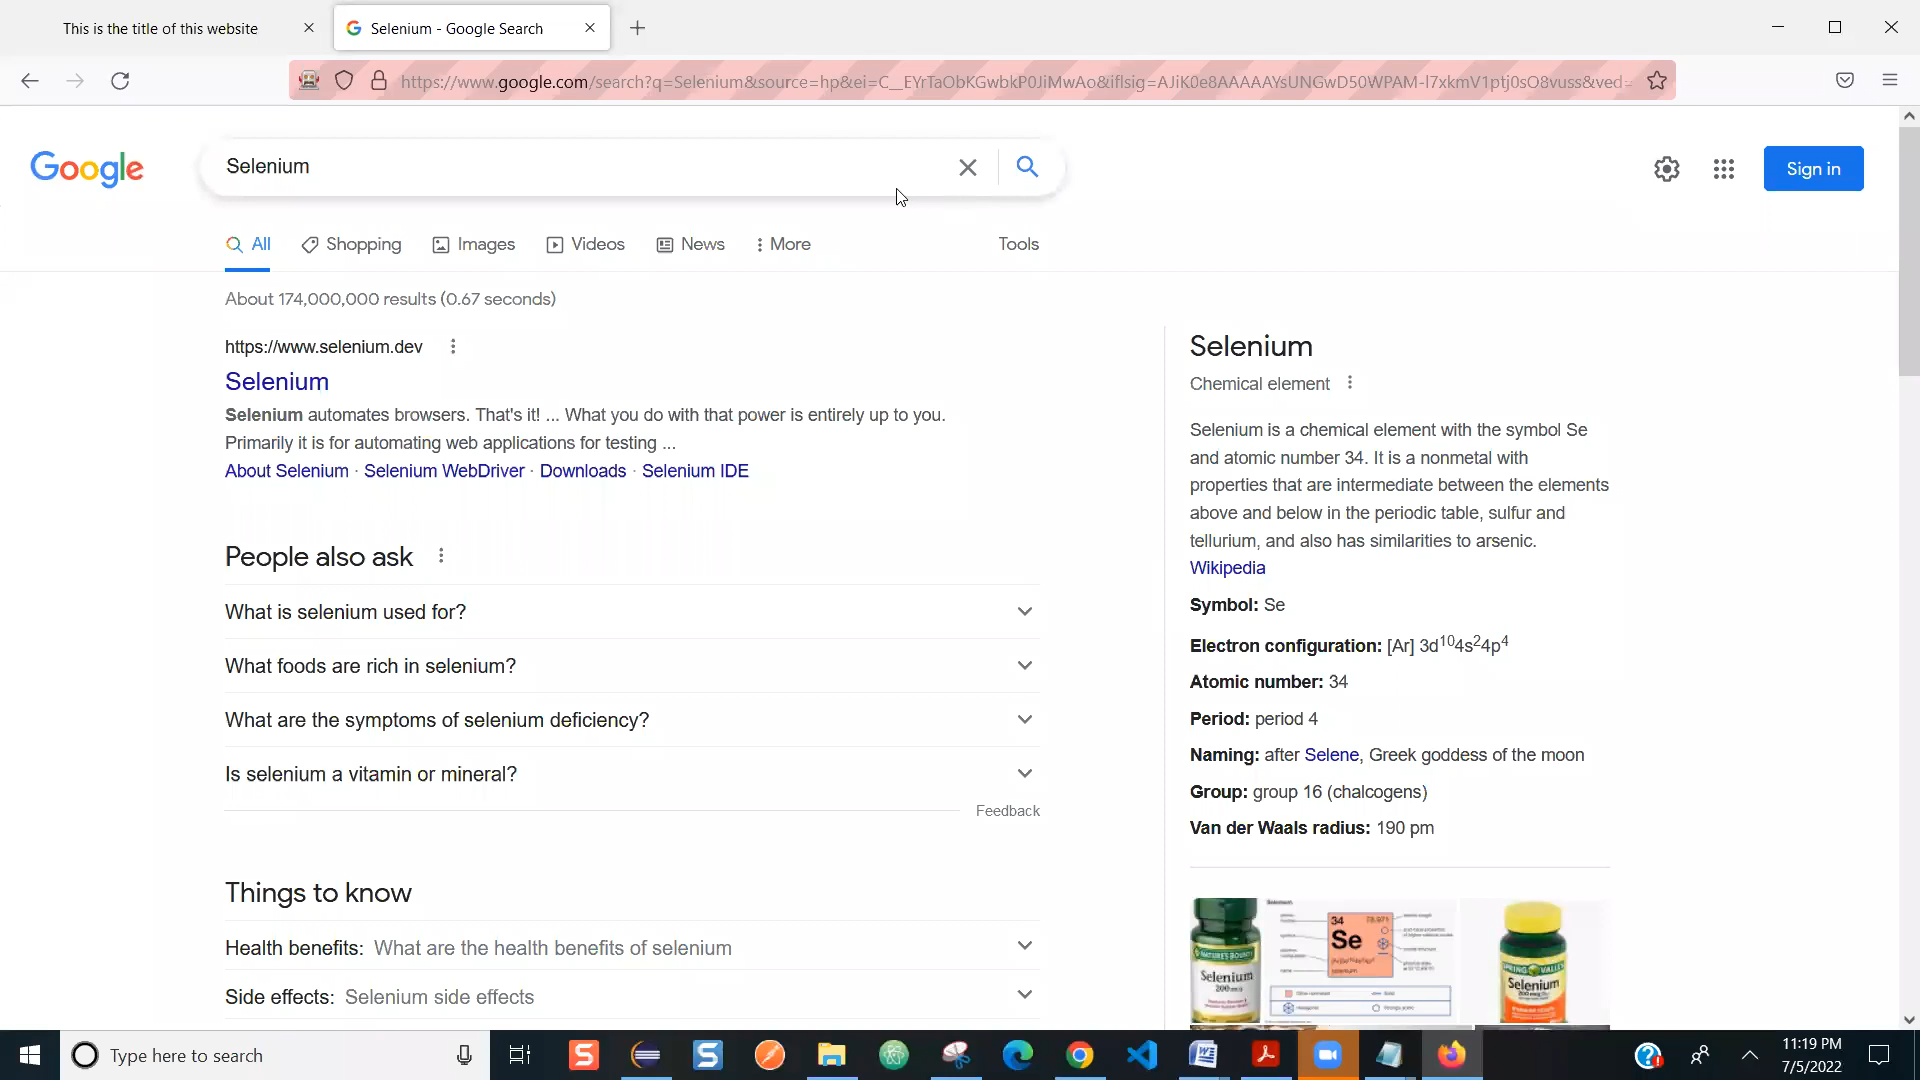 This is the title of this website
Selenium - Google Search
https://www.google.com/search?q=Selenium&source=hp&ei=C__EYrTaObKGwbkP0JiMwAo&iflsig=AJiK0e8AAAAAYsUNGwD50WPAM-l7xkmV1ptj0sO8vuss&ved=
Google
Selenium
Sign in
All Shopping Images Videos News More Tools
About 174,000,000 results (0.67 seconds)
https://www.selenium.dev
Selenium
Selenium automates browsers. That's it! ... What you do with that power is entirely up to you.
Primarily it is for automating web applications for testing ...
About Selenium · Selenium WebDriver · Downloads · Selenium IDE
People also ask
What is selenium used for?
What foods are rich in selenium?
What are the symptoms of selenium deficiency?
Is selenium a vitamin or mineral?
Feedback
Things to know
Health benefits: What are the health benefits of selenium
Side effects: Selenium side effects
Selenium
Chemical element
Selenium is a chemical element with the symbol Se
and atomic number 34. It is a nonmetal with
properties that are intermediate between the elements
above and below in the periodic table, sulfur and
tellurium, and also has similarities to arsenic.
Wikipedia
Symbol: Se
Electron configuration: [Ar] 3d¹⁰4s²4p⁴
Atomic number: 34
Period: period 4
Naming: after Selene, Greek goddess of the moon
Group: group 16 (chalcogens)
Van der Waals radius: 190 pm
NATURE'S BOUNTY
Selenium
200 mcg
Selenium
34
Se
SPRING VALLEY
Selenium
200 mcg
Type here to search
11:19 PM
7/5/2022